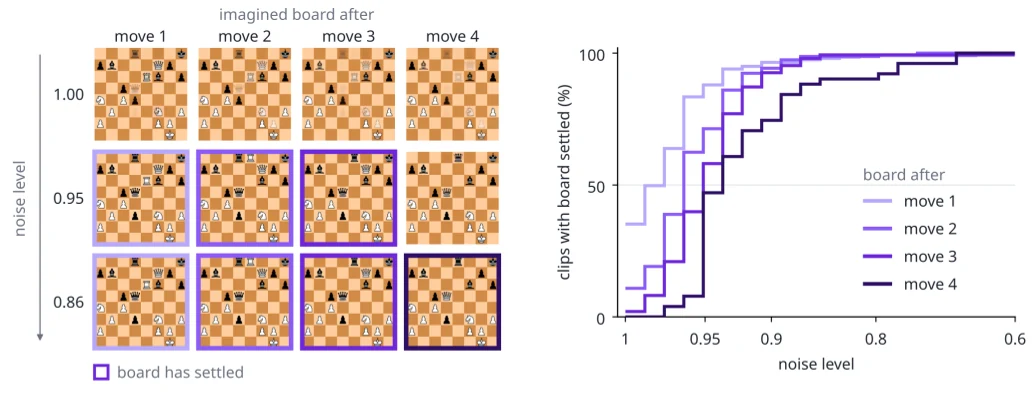 imagined board after
move 1 move 2 move 3 move 4
noise level
1.00
0.95
0.86
board has settled
clips with board settled (%)
100
50
0
board after
move 1
move 2
move 3
move 4
1 0.95 0.9 0.8 0.6
noise level